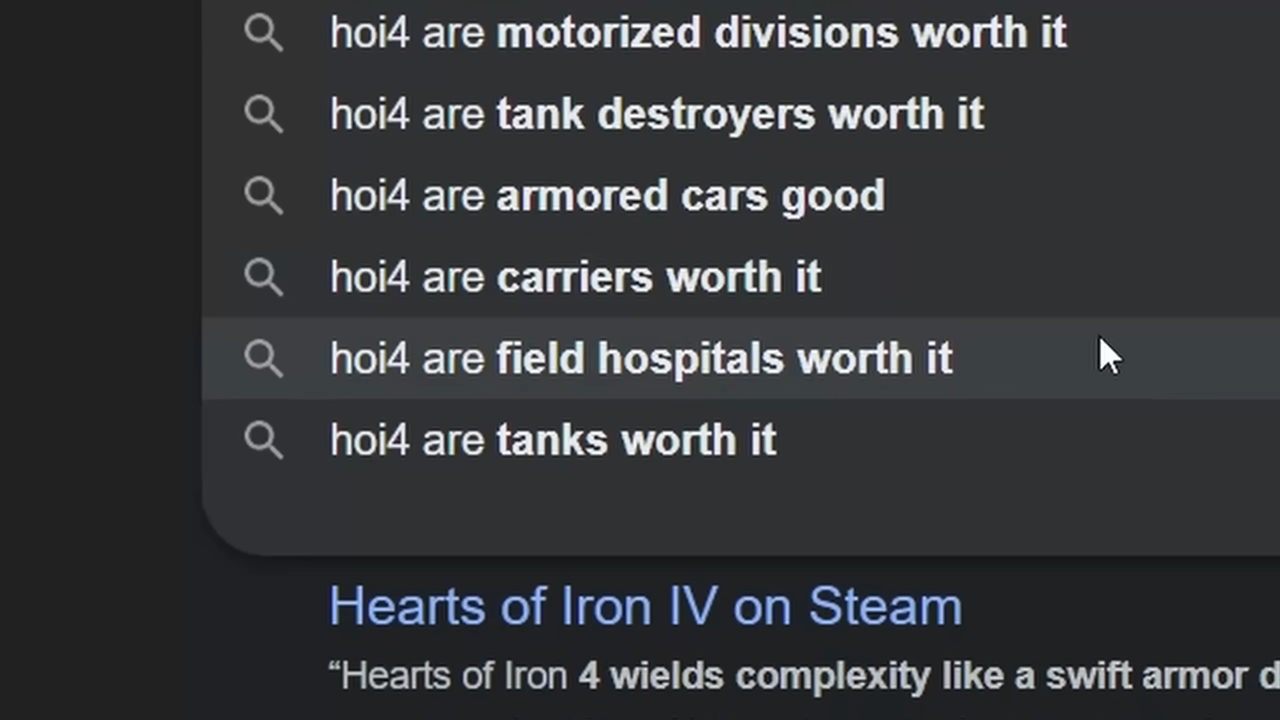 hoi4 are motorized divisions worth it
hoi4 are tank destroyers worth it
hoi4 are armored cars good
hoi4 are carriers worth it
hoi4 are field hospitals worth it
hoi4 are tanks worth it
Hearts of Iron IV on Steam
“Hearts of Iron 4 wields complexity like a swift armor